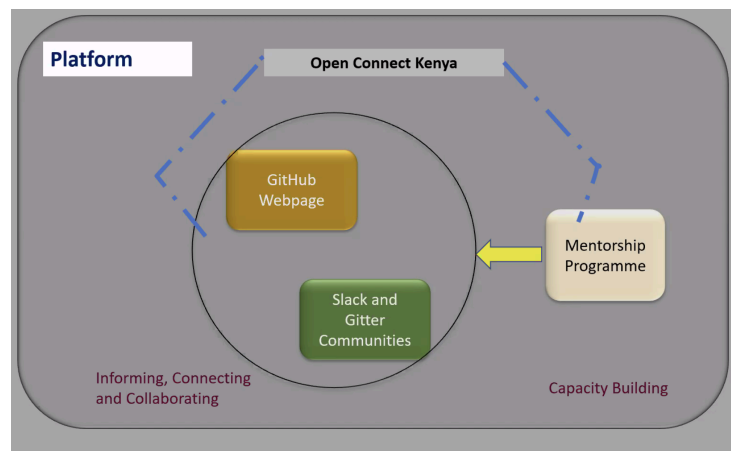 Platform
Open Connect Kenya
GitHub
Webpage
Mentorship
Programme
Slack and
Gitter
Communities
Informing, Connecting
and Collaborating
Capacity Building